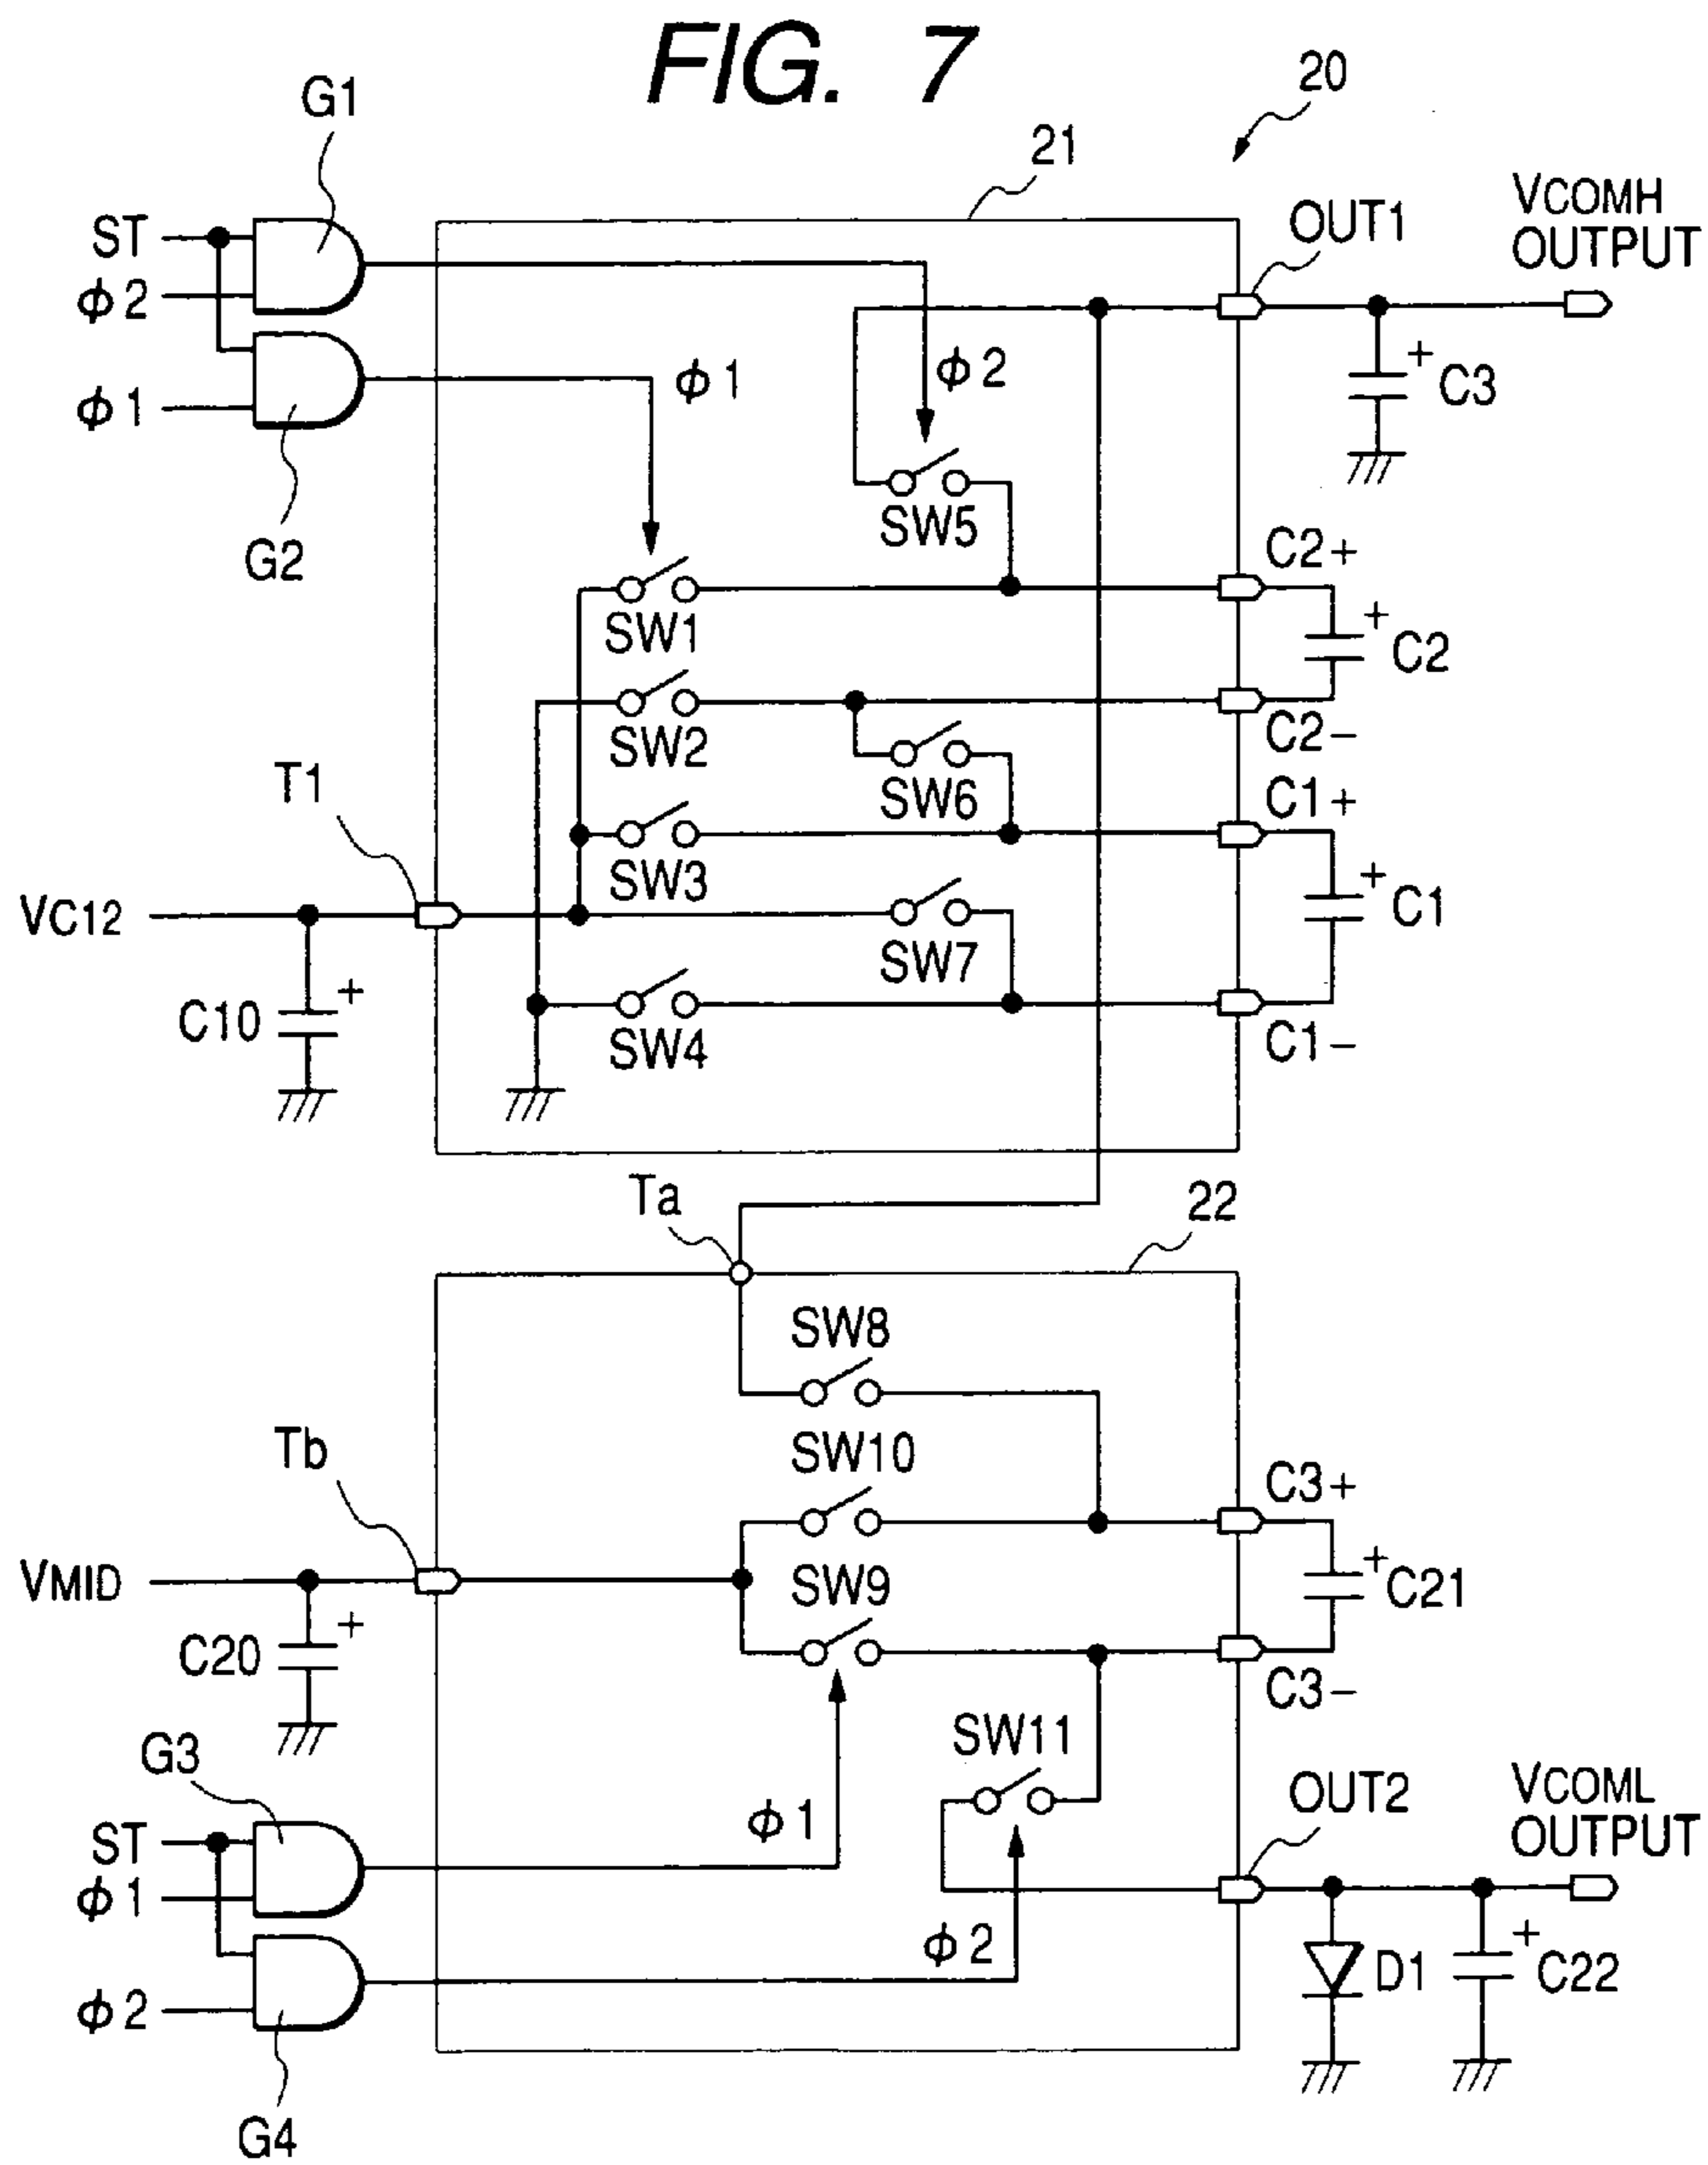 FIG. 7
20
G1
21
ST
OUT1
VCOMH
OUTPUT
ϕ2
ϕ1
ϕ2
+
C3
ϕ1
SW5
G2
C2+
SW1
+
C2
SW2
C2-
T1
SW6
C1+
SW3
+
C1
VC12
SW7
+
C10
SW4
C1-
Ta
22
SW8
Tb
SW10
C3+
VMID
SW9
+
C21
+
C20
C3-
SW11
G3
OUT2
VCOML
OUTPUT
ST
ϕ1
ϕ1
ϕ2
+
D1
C22
ϕ2
G4